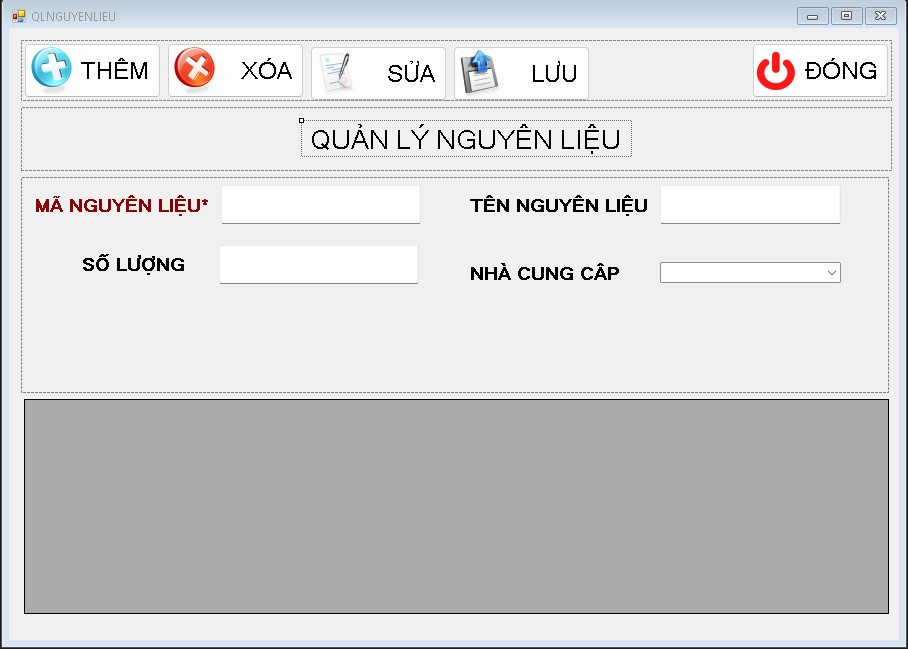 QLNGUYENLIEU
THÊM XÓA SỬA LƯU ĐÓNG
QUẢN LÝ NGUYÊN LIỆU
MÃ NGUYÊN LIỆU* TÊN NGUYÊN LIỆU
SỐ LƯỢNG NHÀ CUNG CÂP